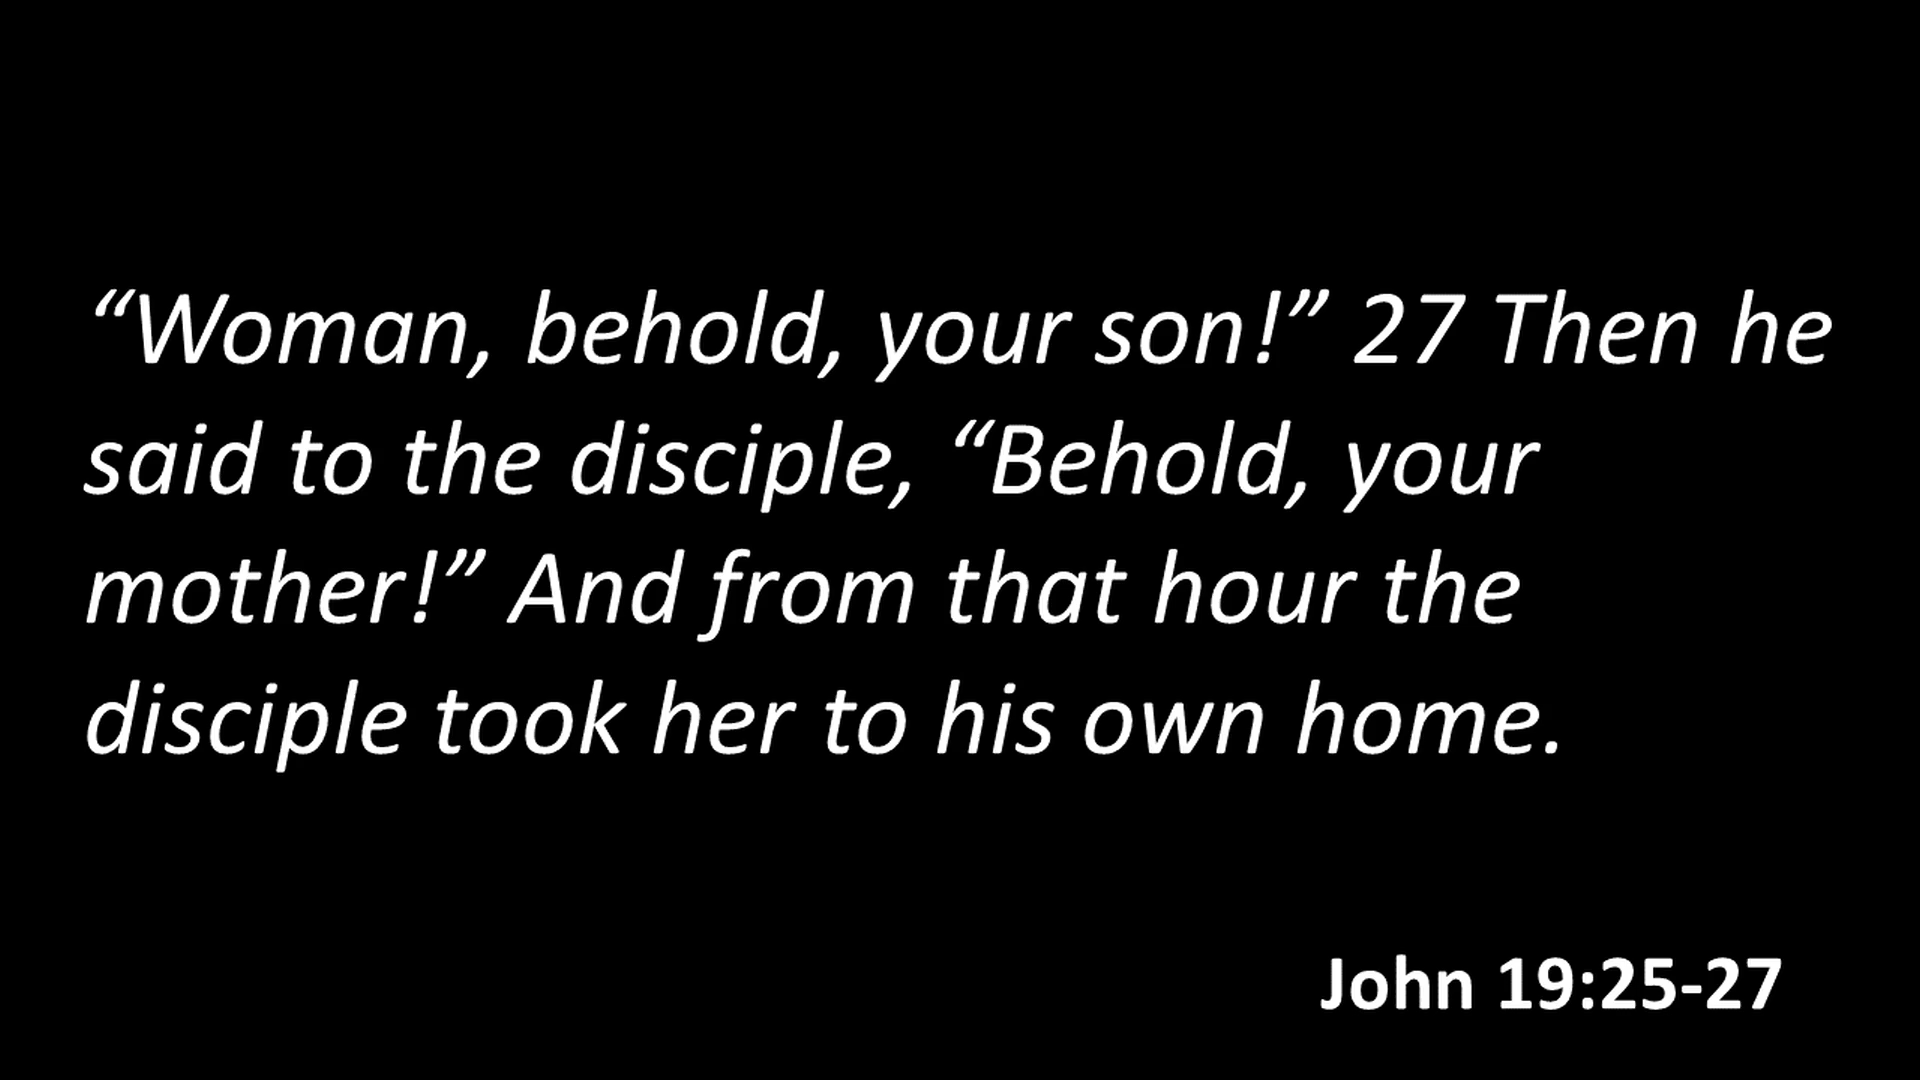 “Woman, behold, your son!” 27 Then he
said to the disciple, “Behold, your
mother!” And from that hour the
disciple took her to his own home.
John 19:25-27